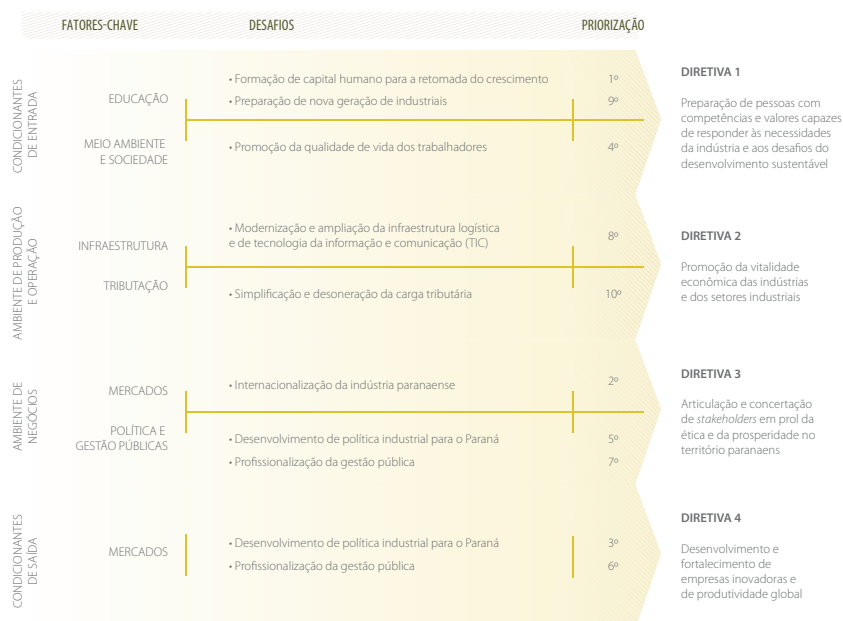 FATORES-CHAVE
DESAFIOS
PRIORIZAÇÃO
CONDICIONANTES
DE ENTRADA
EDUCAÇÃO
• Formação de capital humano para a retomada do crescimento
1º
• Preparação de nova geração de industriais
9º
MEIO AMBIENTE
E SOCIEDADE
• Promoção da qualidade de vida dos trabalhadores
4º
DIRETIVA 1
Preparação de pessoas com
competências e valores capazes
de responder às necessidades
da indústria e aos desafios do
desenvolvimento sustentável
AMBIENTE DE PRODUÇÃO
E OPERAÇÃO
INFRAESTRUTURA
• Modernização e ampliação da infraestrutura logística
e de tecnologia da informação e comunicação (TIC)
8º
TRIBUTAÇÃO
• Simplificação e desoneração da carga tributária
10º
DIRETIVA 2
Promoção da vitalidade
econômica das indústrias
e dos setores industriais
AMBIENTE DE
NEGÓCIOS
MERCADOS
• Internacionalização da indústria paranaense
2º
POLÍTICA E
GESTÃO PÚBLICAS
• Desenvolvimento de política industrial para o Paraná
5º
• Profissionalização da gestão pública
7º
DIRETIVA 3
Articulação e concertação
de stakeholders em prol da
ética e da prosperidade no
território paranaens
CONDICIONANTES
DE SAÍDA
MERCADOS
• Desenvolvimento de política industrial para o Paraná
3º
• Profissionalização da gestão pública
6º
DIRETIVA 4
Desenvolvimento e
fortalecimento de
empresas inovadoras e
de produtividade global